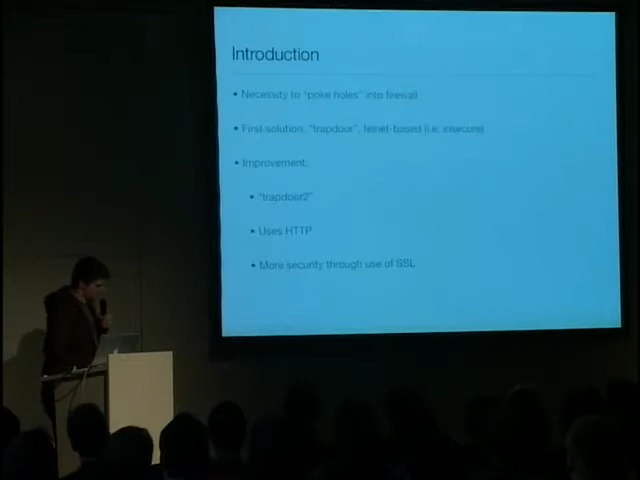 Introduction
• Necessity to "poke holes" into firewall
• First solution: "trapdoor", telnet-based (i.e. insecure)
• Improvement:
• "trapdoor2"
• Uses HTTP
• More security through use of SSL